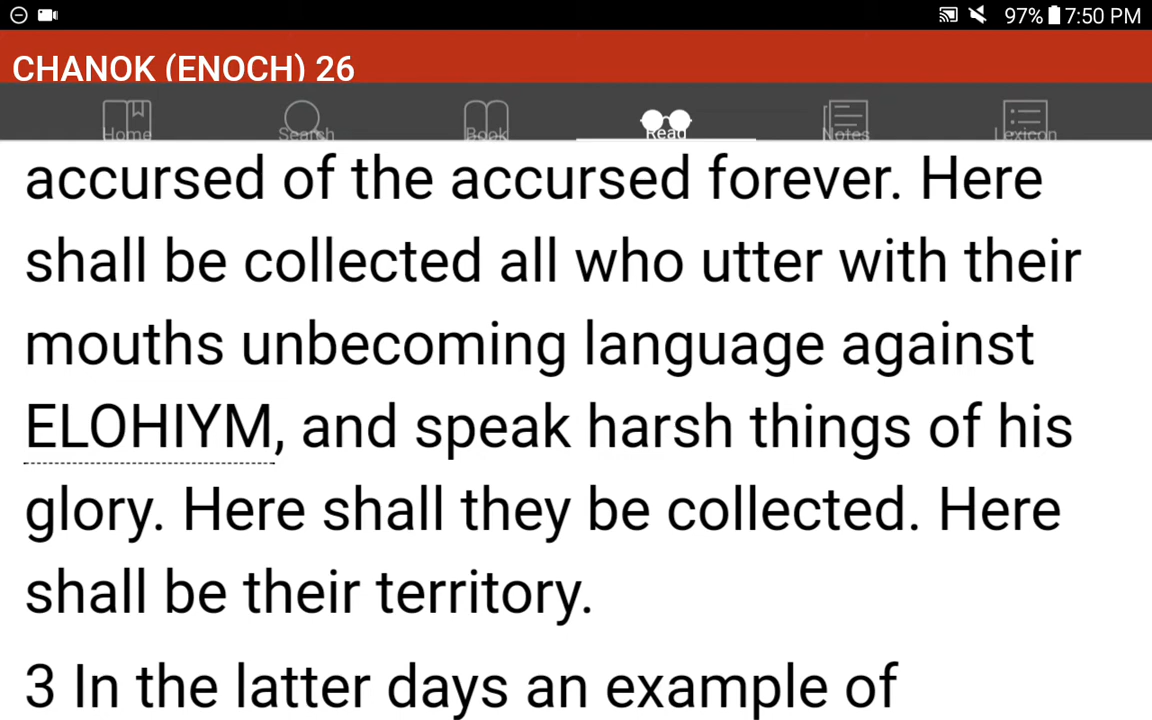 97% 7:50 PM
CHANOK (ENOCH) 26
Home Search Book Read Notes Lexicon
accursed of the accursed forever. Here
shall be collected all who utter with their
mouths unbecoming language against
ELOHIYM, and speak harsh things of his
glory. Here shall they be collected. Here
shall be their territory.
3 In the latter days an example of